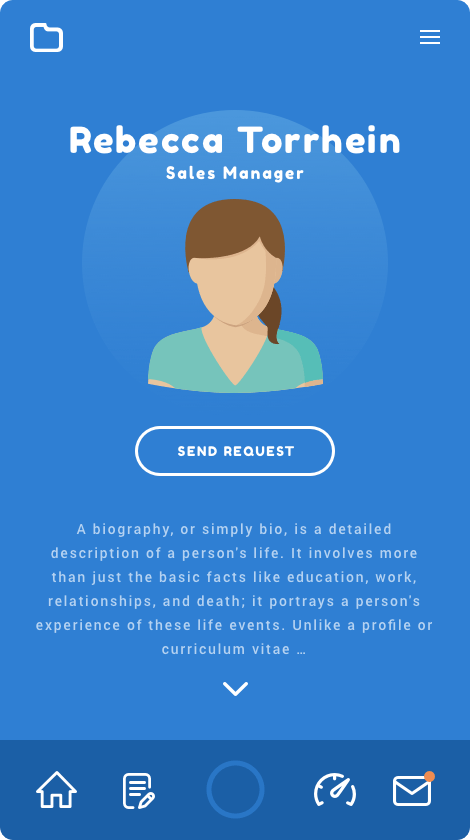 Rebecca Torrhein
Sales Manager
SEND REQUEST
A biography, or simply bio, is a detailed
description of a person's life. It involves more
than just the basic facts like education, work,
relationships, and death; it portrays a person's
experience of these life events. Unlike a profile or
curriculum vitae …